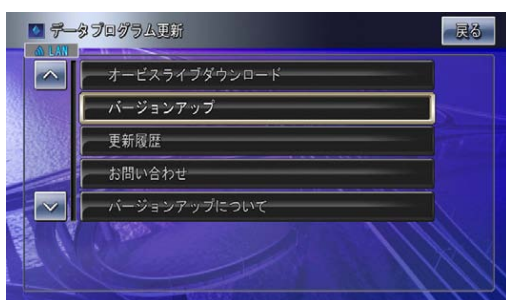 データプログラム更新
戻る
LAN
オービスライブダウンロード
バージョンアップ
更新履歴
お問い合わせ
バージョンアップについて